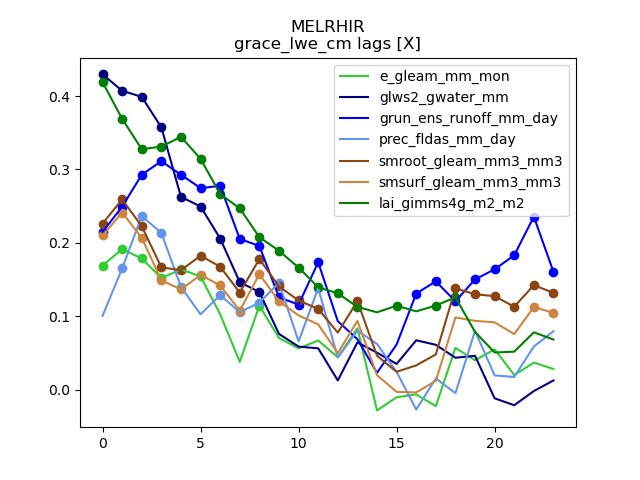 MELRHIR
grace_lwe_cm lags [X]
e_gleam_mm_mon
glws2_gwater_mm
grun_ens_runoff_mm_day
prec_fldas_mm_day
smroot_gleam_mm3_mm3
smsurf_gleam_mm3_mm3
lai_gimms4g_m2_m2
0.4
0.3
0.2
0.1
0.0
0 5 10 15 20